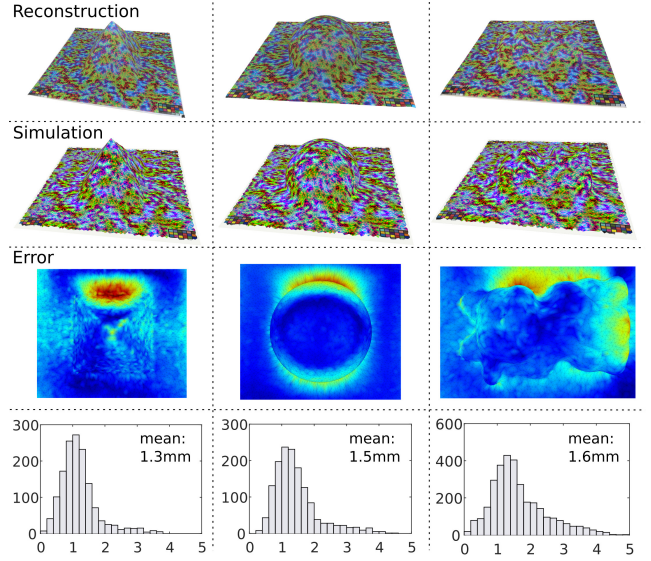 Reconstruction
Simulation
Error
300
200
100
0
0 1 2 3 4 5
mean:
1.3mm
300
200
100
0
0 1 2 3 4 5
mean:
1.5mm
600
400
200
0
0 1 2 3 4 5
mean:
1.6mm